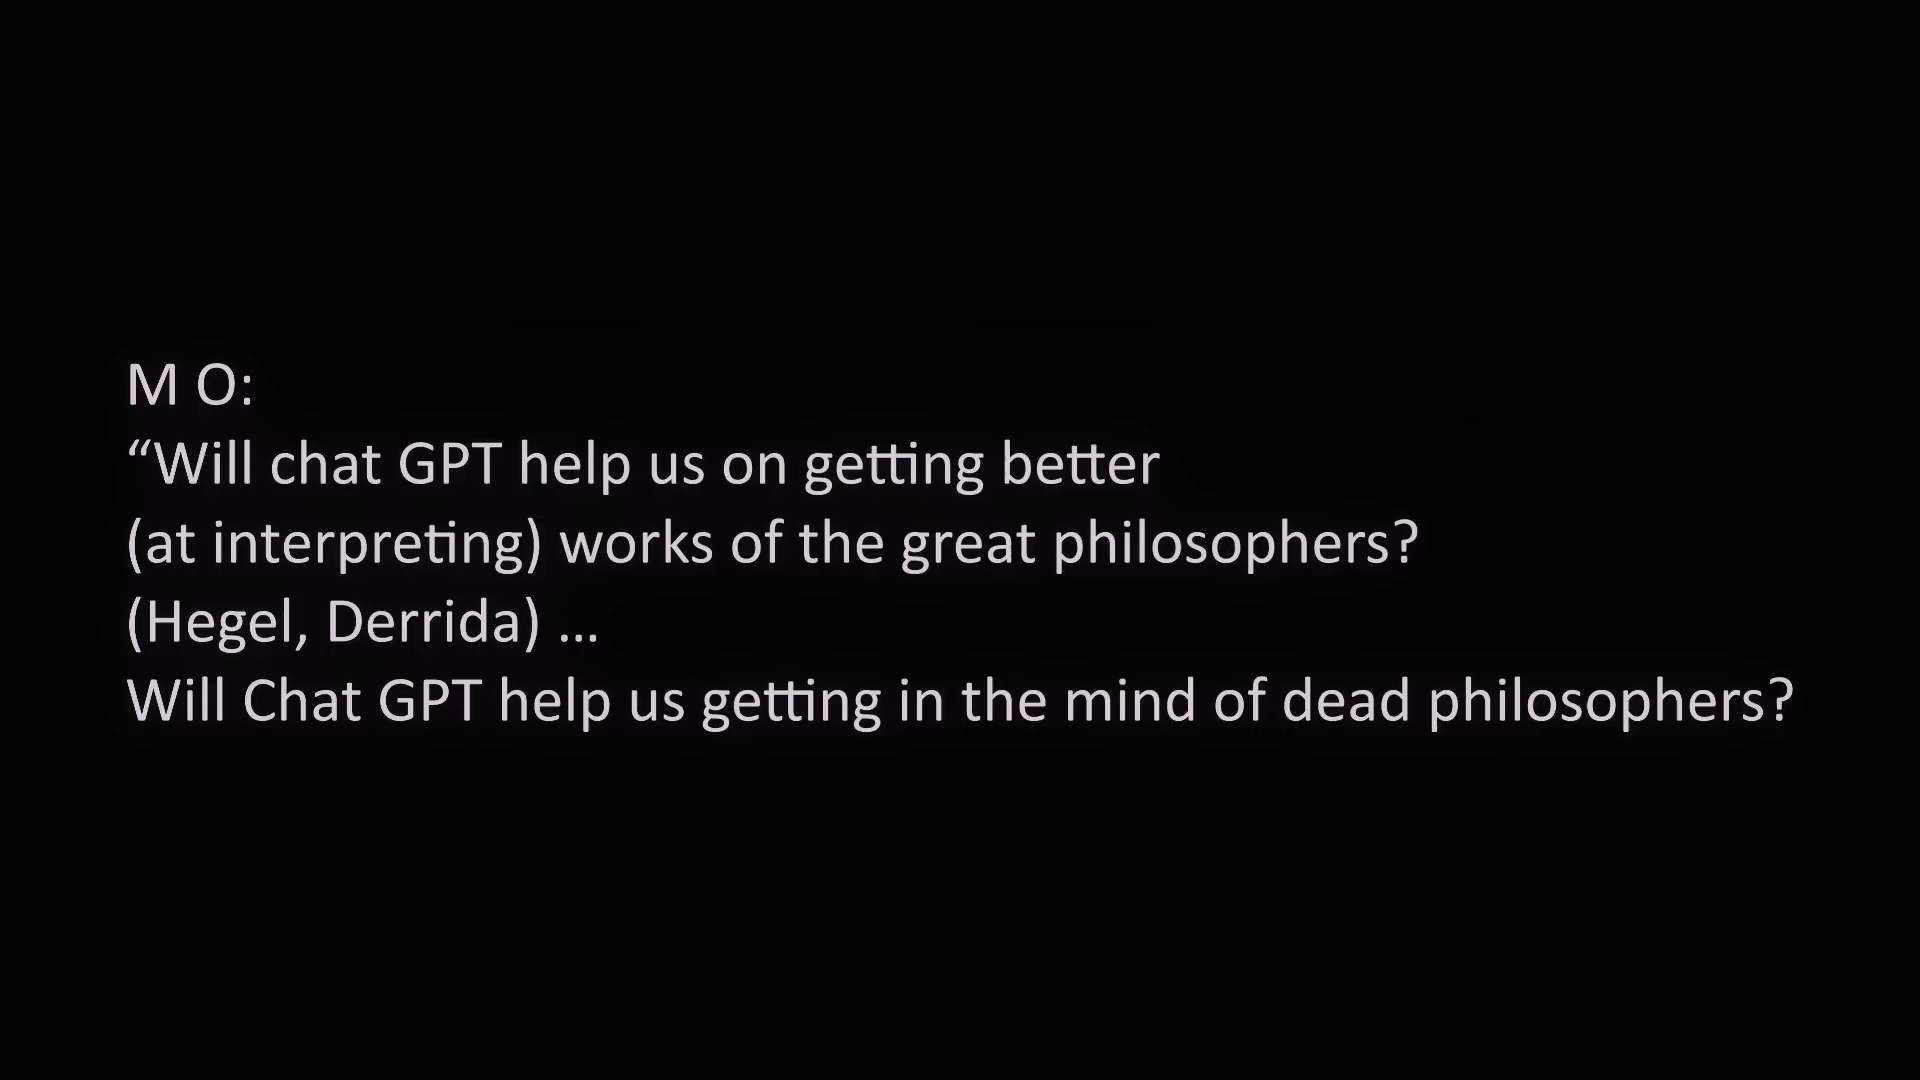 M O:
“Will chat GPT help us on getting better
(at interpreting) works of the great philosophers?
(Hegel, Derrida) ...
Will Chat GPT help us getting in the mind of dead philosophers?